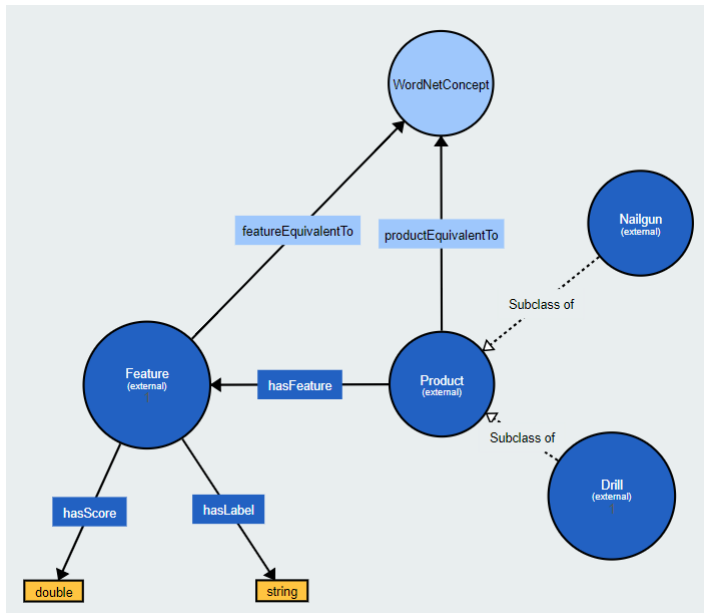 WordNetConcept
Nailgun
(external)
featureEquivalentTo
productEquivalentTo
Subclass of
Feature
(external)
hasFeature
Product
(external)
Subclass of
Drill
(external)
hasScore
hasLabel
double
string